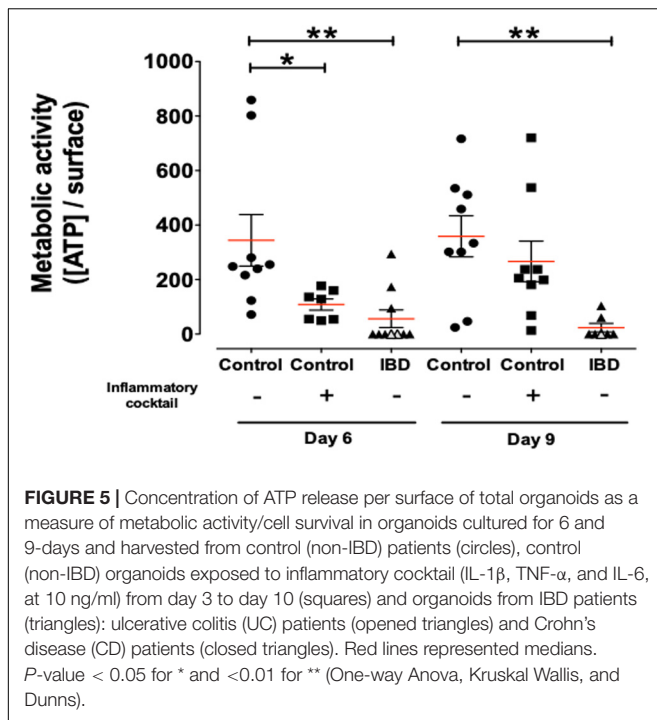 **
**
*
Metabolic activity
([ATP] / surface)
1000
800
600
400
200
0
Control Control IBD Control Control IBD
Inflammatory
cocktail
- + - - + -
Day 6 Day 9
FIGURE 5 | Concentration of ATP release per surface of total organoids as a
measure of metabolic activity/cell survival in organoids cultured for 6 and
9-days and harvested from control (non-IBD) patients (circles), control
(non-IBD) organoids exposed to inflammatory cocktail (IL-1β, TNF-α, and IL-6,
at 10 ng/ml) from day 3 to day 10 (squares) and organoids from IBD patients
(triangles): ulcerative colitis (UC) patients (opened triangles) and Crohn's
disease (CD) patients (closed triangles). Red lines represented medians.
P-value < 0.05 for * and <0.01 for ** (One-way Anova, Kruskal Wallis, and
Dunns).